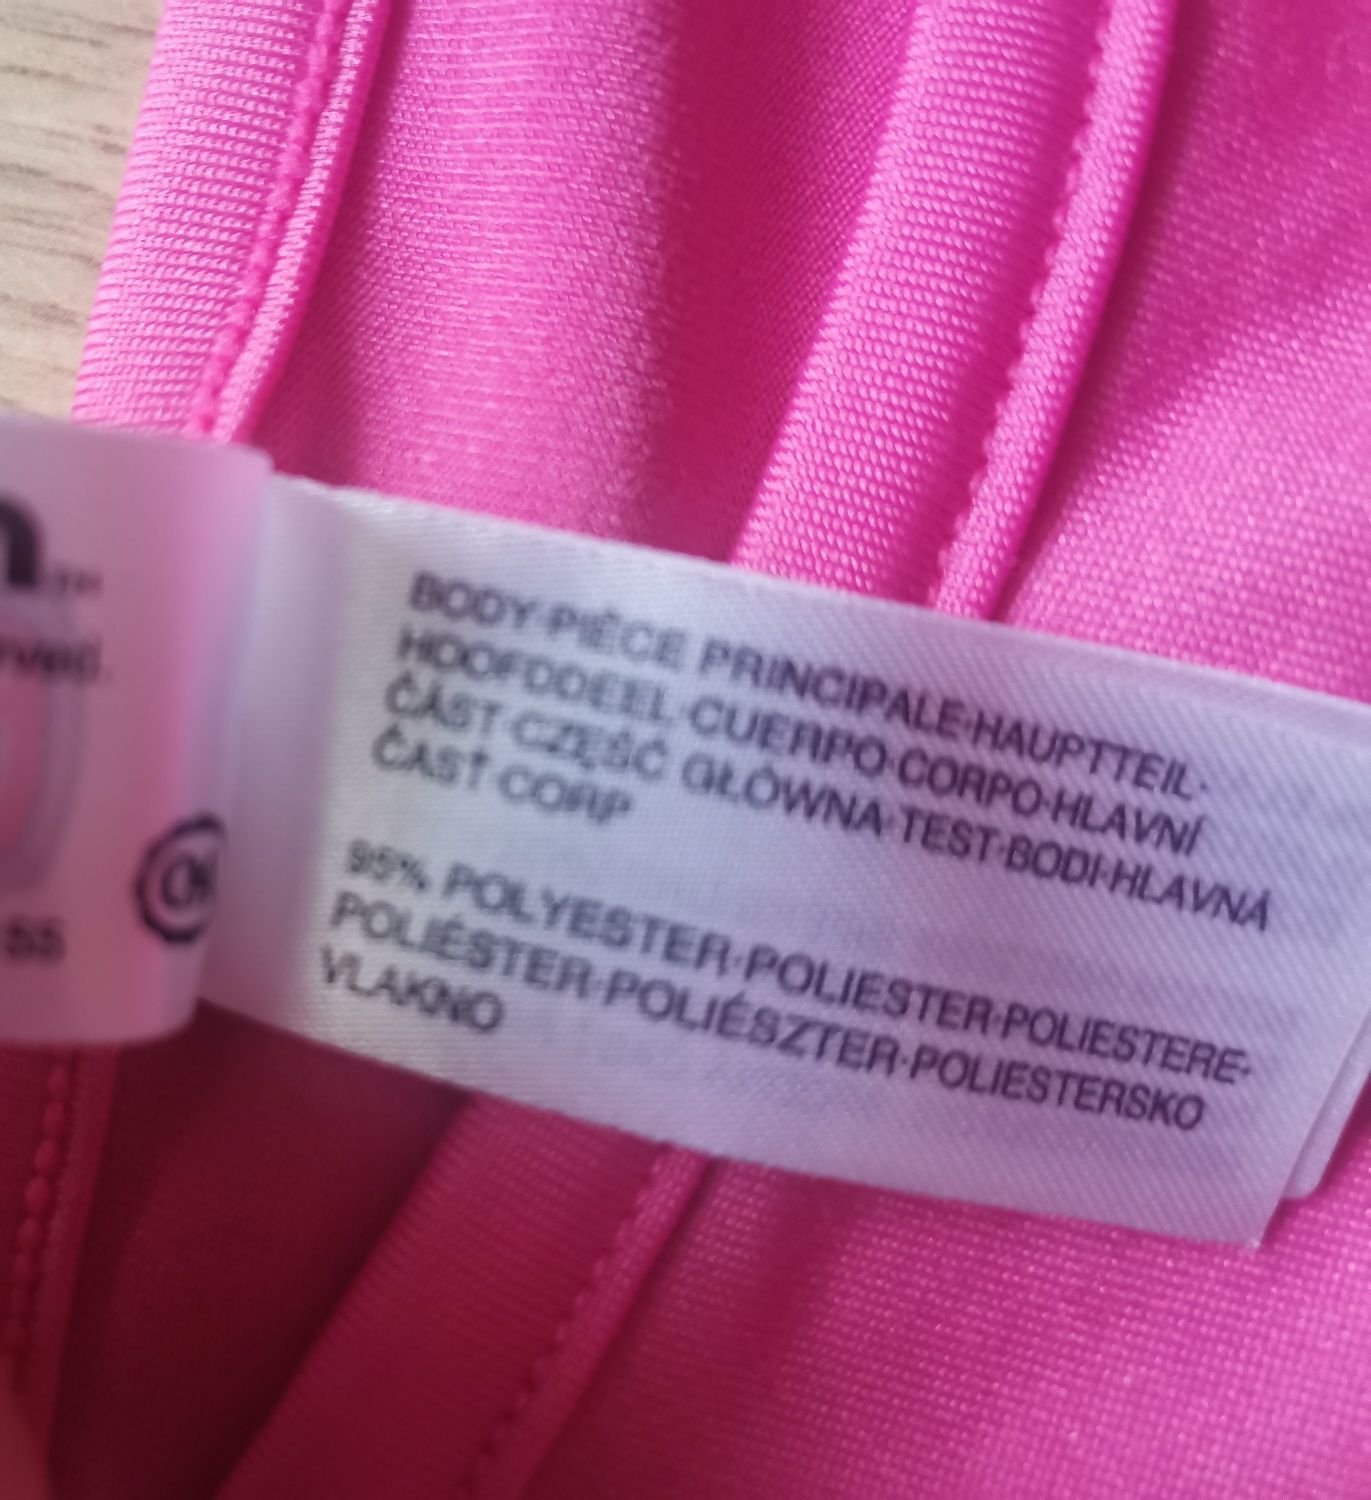 BODY·PIÈCE PRINCIPALE·HAUPTTEIL·
HOOFDDEEL·CUERPO·CORPO·HLAVNÍ
ČÁST·CZĘŚĆ GŁÓWNA·TEST·BODI·HLAVNÁ
ČASŤ·CORP
95% POLYESTER·POLIESTER·POLIESTERE·
POLIÉSTER·POLIÉSZTER·POLIESTERSKO
VLAKNO
55